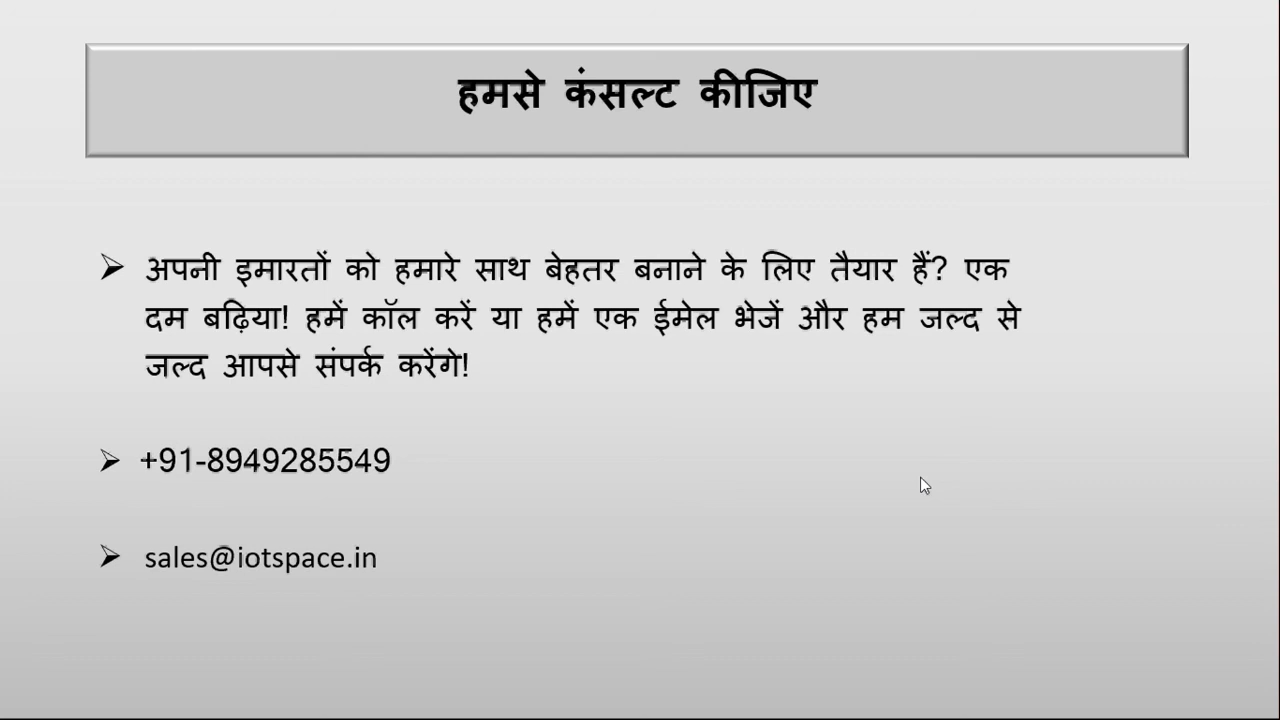 हमसे कंसल्ट कीजिए
अपनी इमारतों को हमारे साथ बेहतर बनाने के लिए तैयार हैं? एक
दम बढ़िया! हमें कॉल करें या हमें एक ईमेल भेजें और हम जल्द से
जल्द आपसे संपर्क करेंगे!
+91-8949285549
sales@iotspace.in